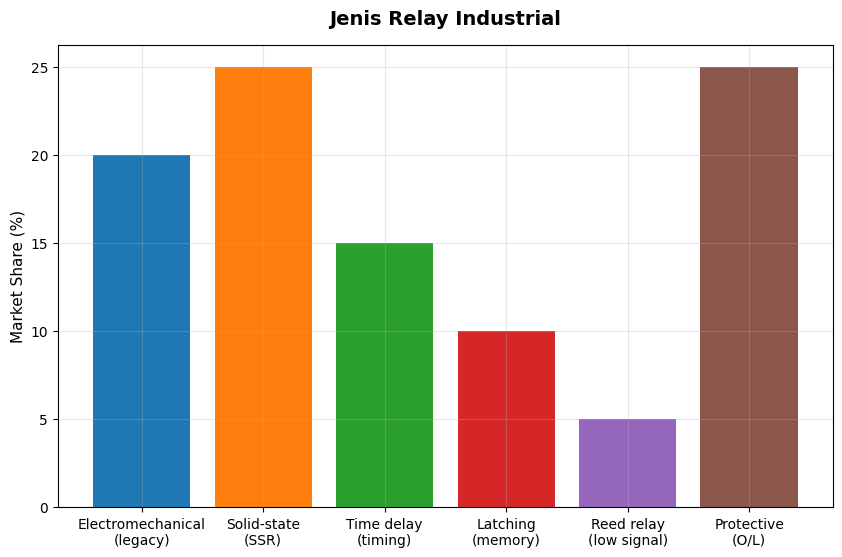 Jenis Relay Industrial
Market Share (%)
25
20
15
10
5
0
Electromechanical
(legacy)
Solid-state
(SSR)
Time delay
(timing)
Latching
(memory)
Reed relay
(low signal)
Protective
(O/L)